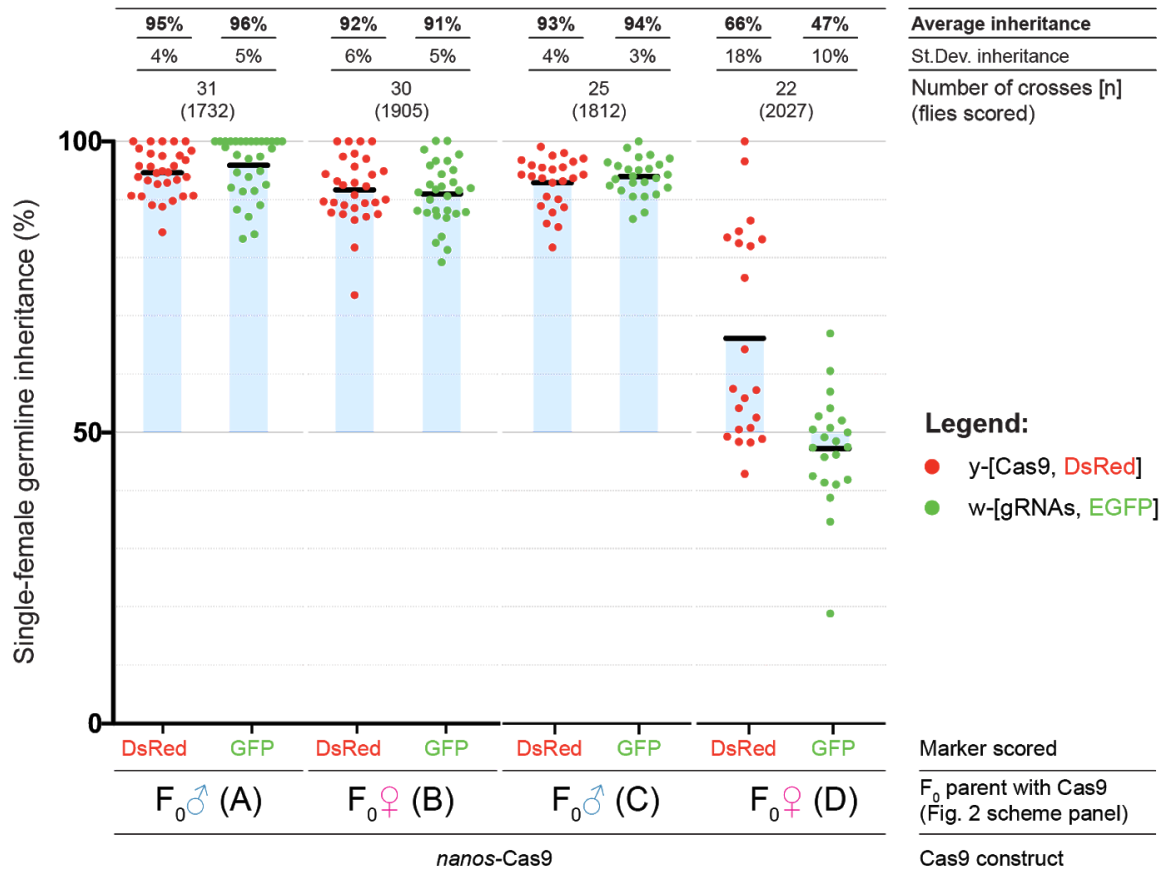 95% 96% 92% 91% 93% 94% 66% 47% Average inheritance
4% 5% 6% 5% 4% 3% 18% 10% St.Dev. inheritance
31 30 25 22 Number of crosses [n]
(1732) (1905) (1812) (2027) (flies scored)
Single-female germline inheritance (%)
100
50
0
Legend:
y-[Cas9, DsRed]
w-[gRNAs, EGFP]
DsRed GFP DsRed GFP DsRed GFP DsRed GFP Marker scored
F0♂ (A) F0♀ (B) F0♂ (C) F0♀ (D) F0 parent with Cas9
(Fig. 2 scheme panel)
nanos-Cas9 Cas9 construct